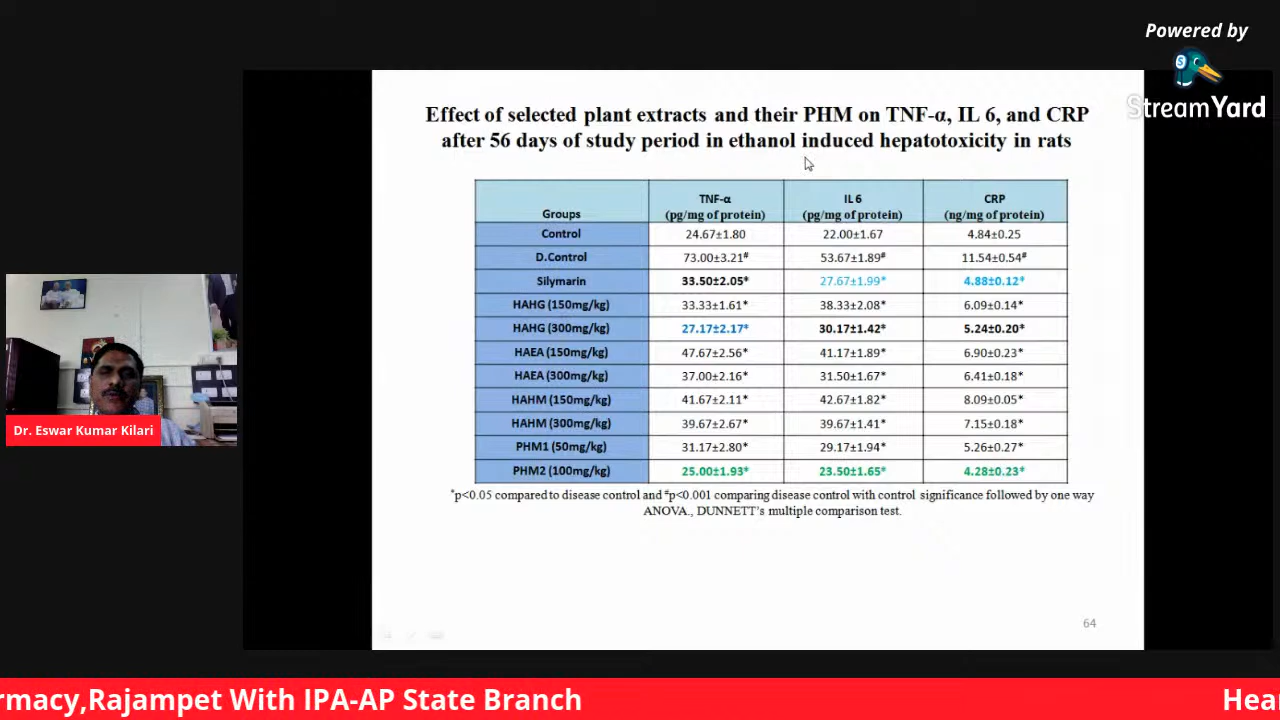 Powered by
S
StreamYard
Effect of selected plant extracts and their PHM on TNF-α, IL 6, and CRP
after 56 days of study period in ethanol induced hepatotoxicity in rats
Groups TNF-α (pg/mg of protein) IL 6 (pg/mg of protein) CRP (ng/mg of protein)
Control 24.67±1.80 22.00±1.67 4.84±0.25
D.Control 73.00±3.21# 53.67±1.89# 11.54±0.54#
Silymarin 33.50±2.05* 27.67±1.99* 4.88±0.12*
HAHG (150mg/kg) 33.33±1.61* 38.33±2.08* 6.09±0.14*
HAHG (300mg/kg) 27.17±2.17* 30.17±1.42* 5.24±0.20*
HAEA (150mg/kg) 47.67±2.56* 41.17±1.89* 6.90±0.23*
HAEA (300mg/kg) 37.00±2.16* 31.50±1.67* 6.41±0.18*
HAHM (150mg/kg) 41.67±2.11* 42.67±1.82* 8.09±0.05*
HAHM (300mg/kg) 39.67±2.67* 39.67±1.41* 7.15±0.18*
PHM1 (50mg/kg) 31.17±2.80* 29.17±1.94* 5.26±0.27*
PHM2 (100mg/kg) 25.00±1.93* 23.50±1.65* 4.28±0.23*
*p<0.05 compared to disease control and #p<0.001 comparing disease control with control significance followed by one way
ANOVA., DUNNETT's multiple comparison test.
64
Dr. Eswar Kumar Kilari
rmacy,Rajampet With IPA-AP State Branch
Hear